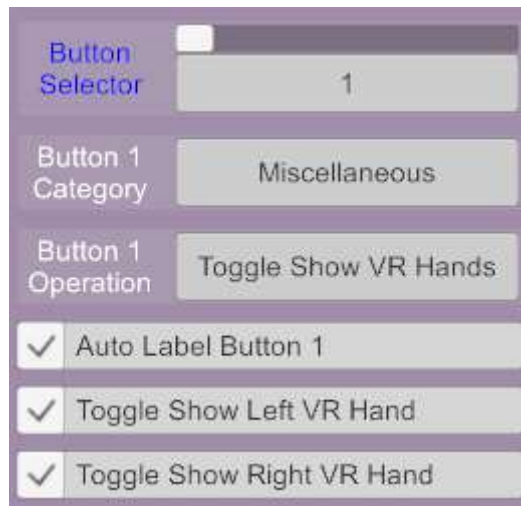 Button
Selector
1
Button 1
Category
Miscellaneous
Button 1
Operation
Toggle Show VR Hands
Auto Label Button 1
Toggle Show Left VR Hand
Toggle Show Right VR Hand